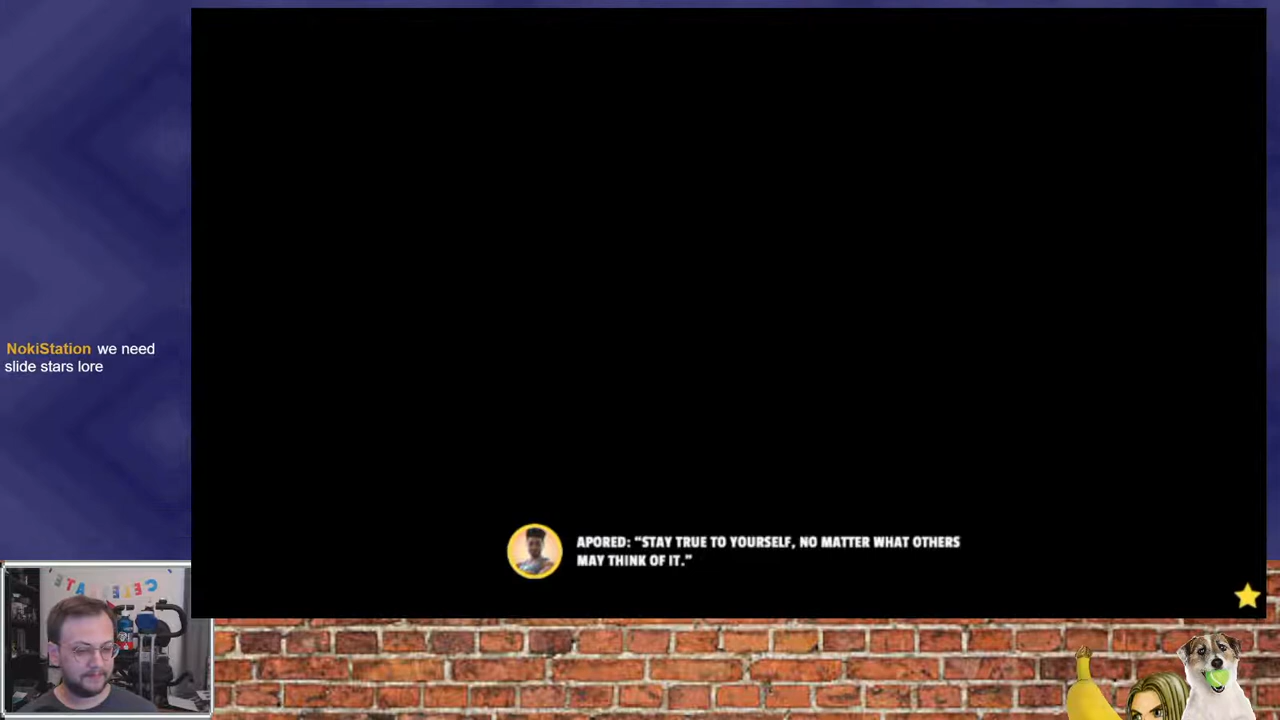 NokiStation we need
slide stars lore
APORED: “STAY TRUE TO YOURSELF, NO MATTER WHAT OTHERS
MAY THINK OF IT.”